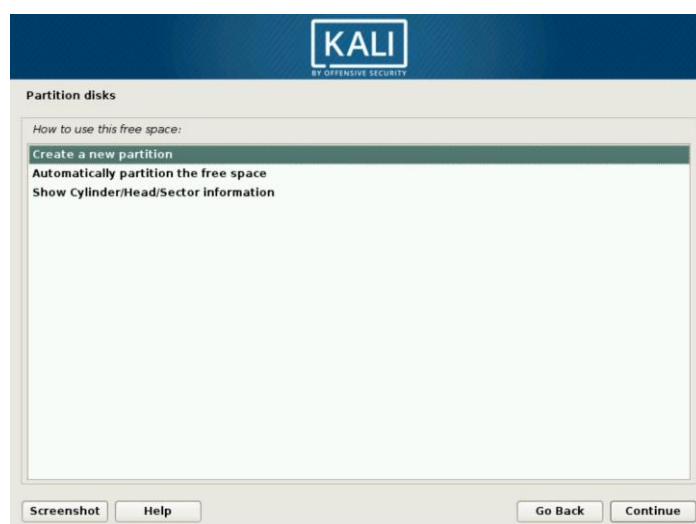 KALI
BY OFFENSIVE SECURITY
Partition disks
How to use this free space:
Create a new partition
Automatically partition the free space
Show Cylinder/Head/Sector information
Screenshot Help Go Back Continue